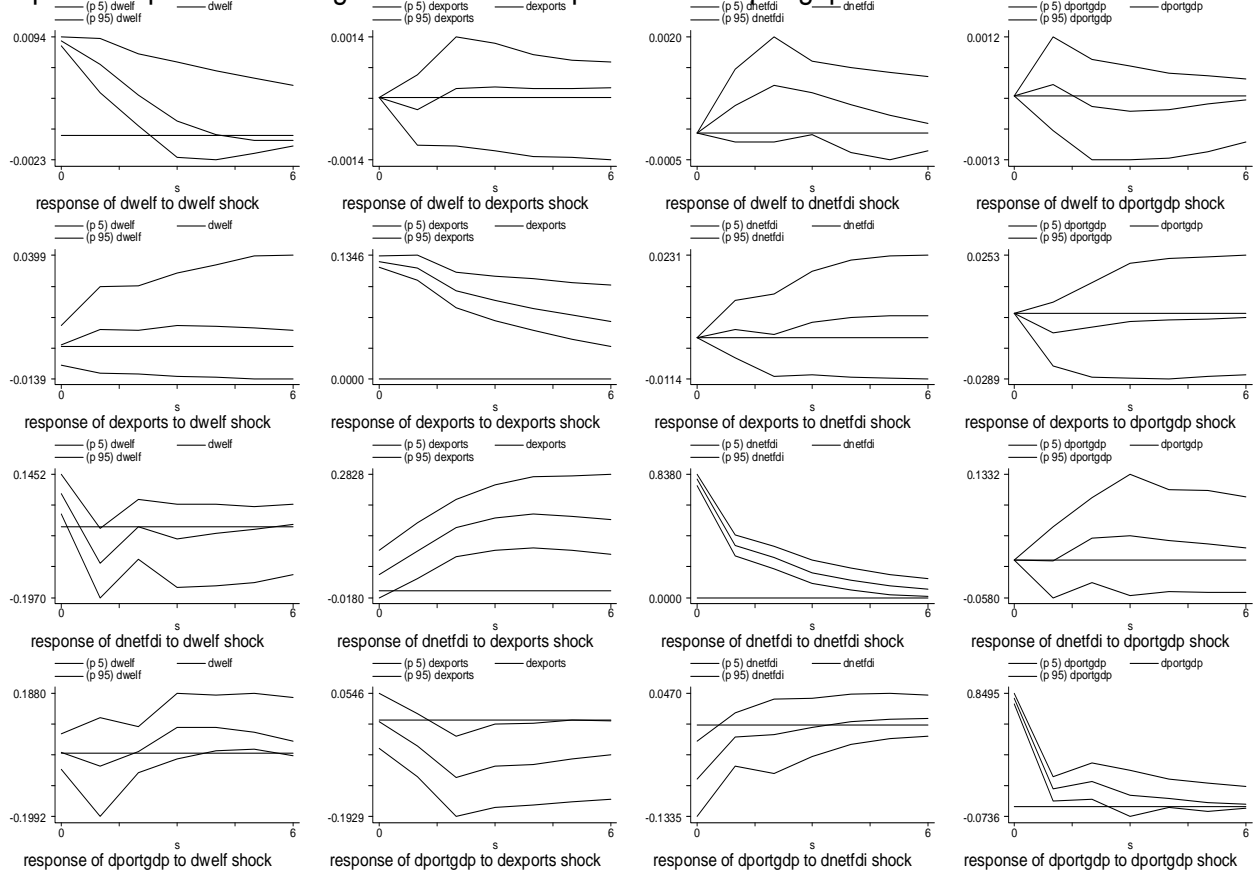 (p 5) dwelf dwelf
(p 95) dwelf
0.0094
-0.0023
0 6
s
response of dwelf to dwelf shock
(p 5) dexports dexports
(p 95) dexports
0.0014
-0.0014
0 6
s
response of dwelf to dexports shock
(p 5) dnetfdi dnetfdi
(p 95) dnetfdi
0.0020
-0.0005
0 6
s
response of dwelf to dnetfdi shock
(p 5) dportgdp dportgdp
(p 95) dportgdp
0.0012
-0.0013
0 6
s
response of dwelf to dportgdp shock
(p 5) dwelf dwelf
(p 95) dwelf
0.0399
-0.0139
0 6
s
response of dexports to dwelf shock
(p 5) dexports dexports
(p 95) dexports
0.1346
0.0000
0 6
s
response of dexports to dexports shock
(p 5) dnetfdi dnetfdi
(p 95) dnetfdi
0.0231
-0.0114
0 6
s
response of dexports to dnetfdi shock
(p 5) dportgdp dportgdp
(p 95) dportgdp
0.0253
-0.0289
0 6
s
response of dexports to dportgdp shock
(p 5) dwelf dwelf
(p 95) dwelf
0.1452
-0.1970
0 6
s
response of dnetfdi to dwelf shock
(p 5) dexports dexports
(p 95) dexports
0.2828
-0.0180
0 6
s
response of dnetfdi to dexports shock
(p 5) dnetfdi dnetfdi
(p 95) dnetfdi
0.8380
0.0000
0 6
s
response of dnetfdi to dnetfdi shock
(p 5) dportgdp dportgdp
(p 95) dportgdp
0.1332
-0.0580
0 6
s
response of dnetfdi to dportgdp shock
(p 5) dwelf dwelf
(p 95) dwelf
0.1880
-0.1992
0 6
s
response of dportgdp to dwelf shock
(p 5) dexports dexports
(p 95) dexports
0.0546
-0.1929
0 6
s
response of dportgdp to dexports shock
(p 5) dnetfdi dnetfdi
(p 95) dnetfdi
0.0470
-0.1335
0 6
s
response of dportgdp to dnetfdi shock
(p 5) dportgdp dportgdp
(p 95) dportgdp
0.8495
-0.0736
0 6
s
response of dportgdp to dportgdp shock